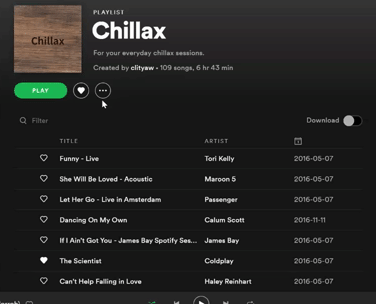 PLAYLIST
Chillax
Chillax
For your everyday chillax sessions.
Created by clityaw • 109 songs, 6 hr 43 min
PLAY
Filter
Download
TITLE ARTIST
Funny - Live Tori Kelly 2016-05-07
She Will Be Loved - Acoustic Maroon 5 2016-05-07
Let Her Go - Live in Amsterdam Passenger 2016-05-07
Dancing On My Own Calum Scott 2016-11-11
If I Ain't Got You - James Bay Spotify Ses... James Bay 2016-05-07
The Scientist Coldplay 2016-05-07
Can't Help Falling in Love Haley Reinhart 2016-05-07